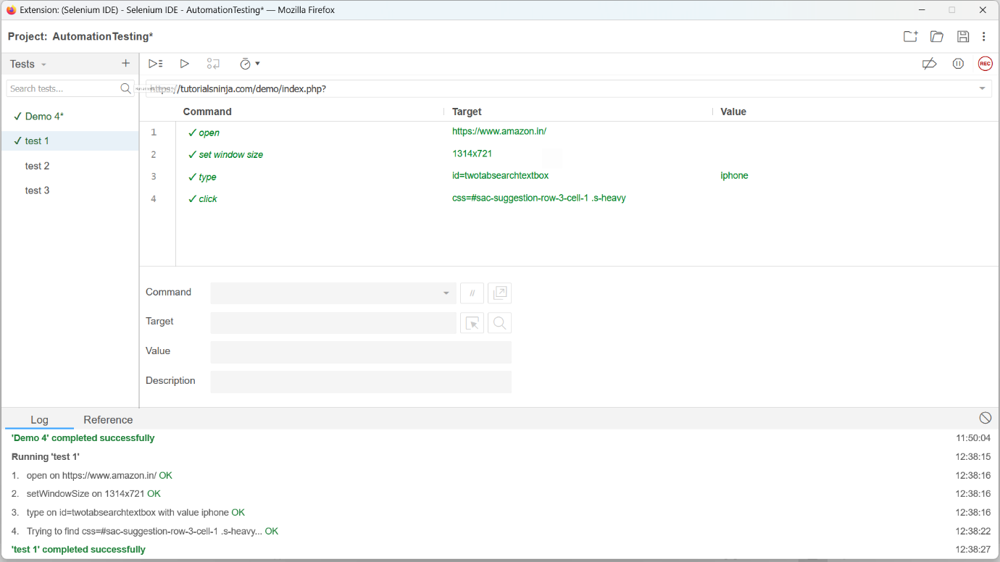 Extension: (Selenium IDE) - Selenium IDE - AutomationTesting* — Mozilla Firefox
Project: AutomationTesting*
Tests
Search tests...
https://tutorialsninja.com/demo/index.php?
REC
Demo 4*
test 1
test 2
test 3
Command Target Value
1 open https://www.amazon.in/
2 set window size 1314x721
3 type id=twotabsearchtextbox iphone
4 click css=#sac-suggestion-row-3-cell-1 .s-heavy
Command
//
Target
Value
Description
Log Reference
'Demo 4' completed successfully 11:50:04
Running 'test 1' 12:38:15
1. open on https://www.amazon.in/ OK 12:38:16
2. setWindowSize on 1314x721 OK 12:38:16
3. type on id=twotabsearchtextbox with value iphone OK 12:38:16
4. Trying to find css=#sac-suggestion-row-3-cell-1 .s-heavy... OK 12:38:22
'test 1' completed successfully 12:38:27